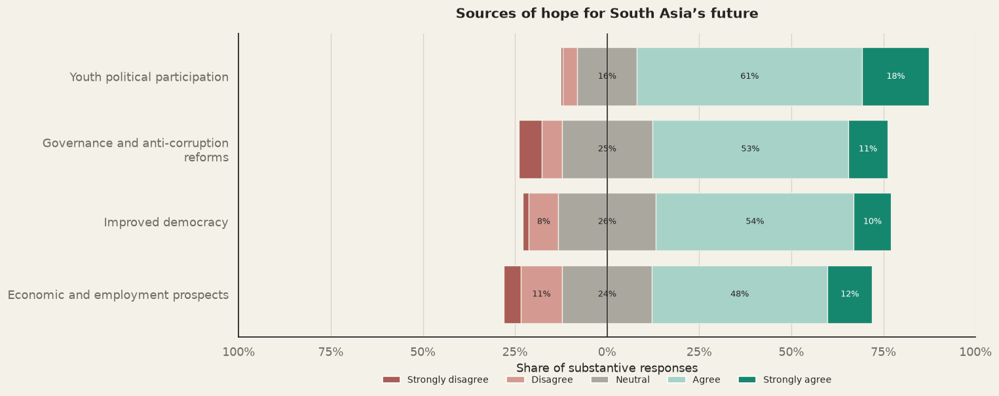 Sources of hope for South Asia’s future
Youth political participation
16%
61%
18%
Governance and anti-corruption
reforms
25%
53%
11%
Improved democracy
8%
26%
54%
10%
Economic and employment prospects
11%
24%
48%
12%
100%
75%
50%
25%
0%
25%
50%
75%
100%
Share of substantive responses
Strongly disagree
Disagree
Neutral
Agree
Strongly agree